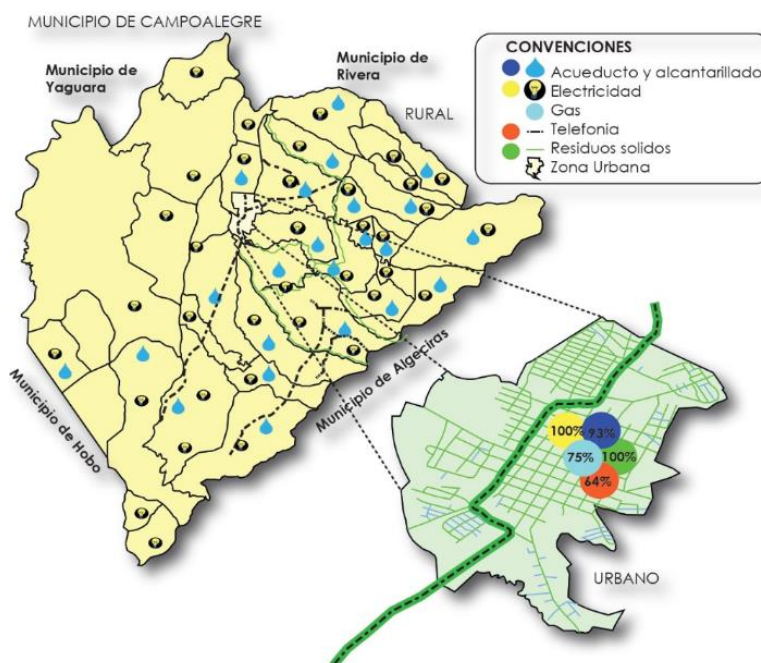 MUNICIPIO DE CAMPOALEGRE
Municipio de
Yaguara
Municipio de
Rivera
RURAL
CONVENCIONES
Acueducto y alcantarillado
Electricidad
Gas
Telefonia
Residuos solidos
Zona Urbana
Municipio de Hobo
Municipio de Algeciras
100%
93%
75%
100%
64%
URBANO